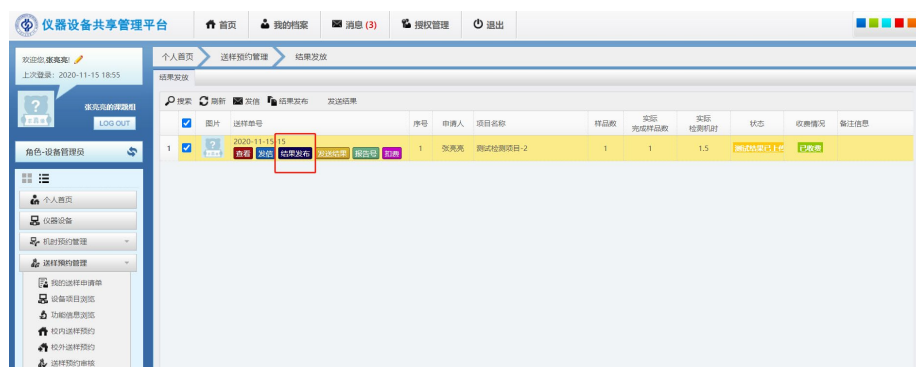 仪器设备共享管理平台 首页 我的档案 消息 (3) 授权管理 退出
欢迎您,张亮亮!
上次登录: 2020-11-15 18:55
张亮亮的课题组
LOG OUT
角色-设备管理员
个人首页
仪器设备
机时预约管理
送样预约管理
我的送样申请单
设备项目浏览
功能信息浏览
校内送样预约
校外送样预约
送样预约审核
个人首页 送样预约管理 结果发放
结果发放
搜索 刷新 发信 结果发布 发送结果
图片 送样单号 序号 申请人 项目名称 样品数 实际完成样品数 实际检测机时 状态 收费情况 备注信息
1 2020-11-15-15 1 张亮亮 测试检测项目-2 1 1 1.5 测试结果已上传 已收费
查看 发信 结果发布 发送结果 报告号 扣费